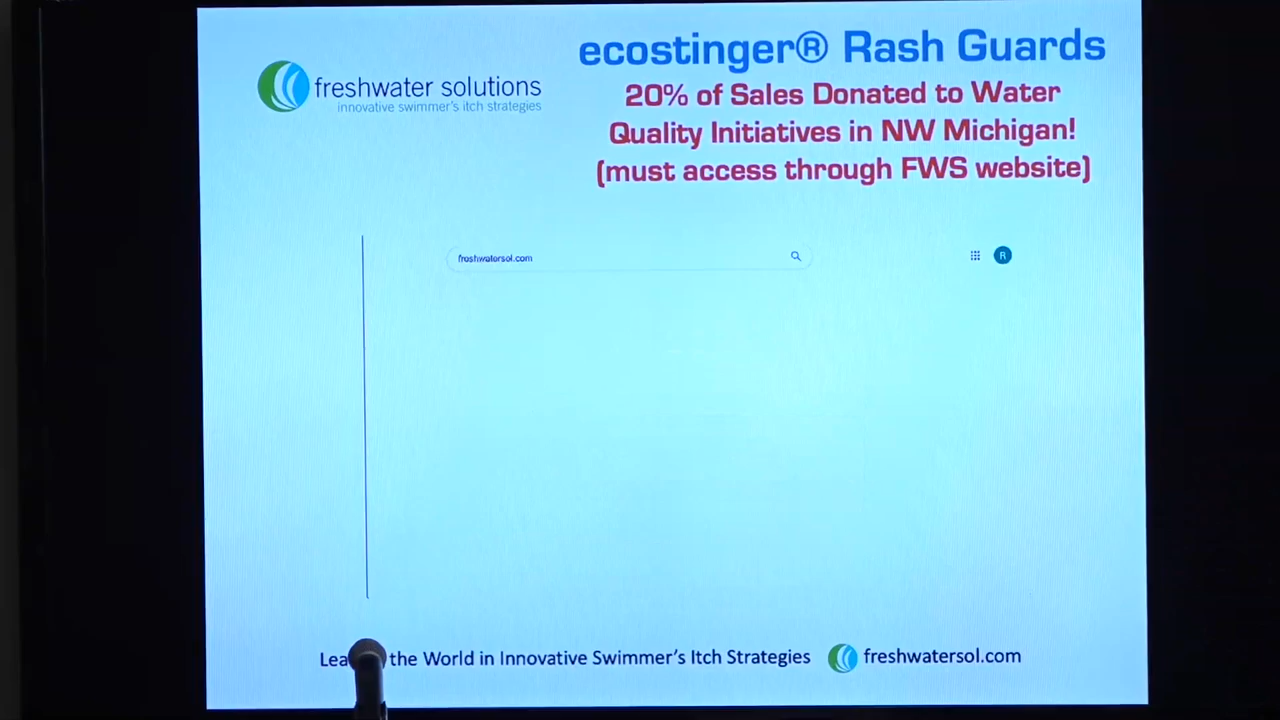 ecostinger® Rash Guards
freshwater solutions
innovative swimmer's itch strategies
20% of Sales Donated to Water
Quality Initiatives in NW Michigan!
(must access through FWS website)
freshwatersol.com
R
the World in Innovative Swimmer's Itch Strategies
freshwatersol.com